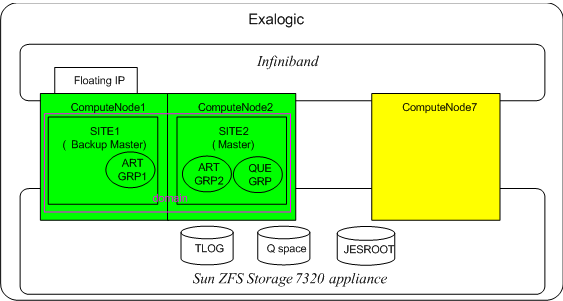 Exalogic
Infiniband
Floating IP
ComputeNode1
ComputeNode2
ComputeNode7
SITE1
( Backup Master)
SITE2
( Master)
ART
GRP1
ART
GRP2
QUE
GRP
domain
TLOG
Q space
JESROOT
Sun ZFS Storage 7320 appliance